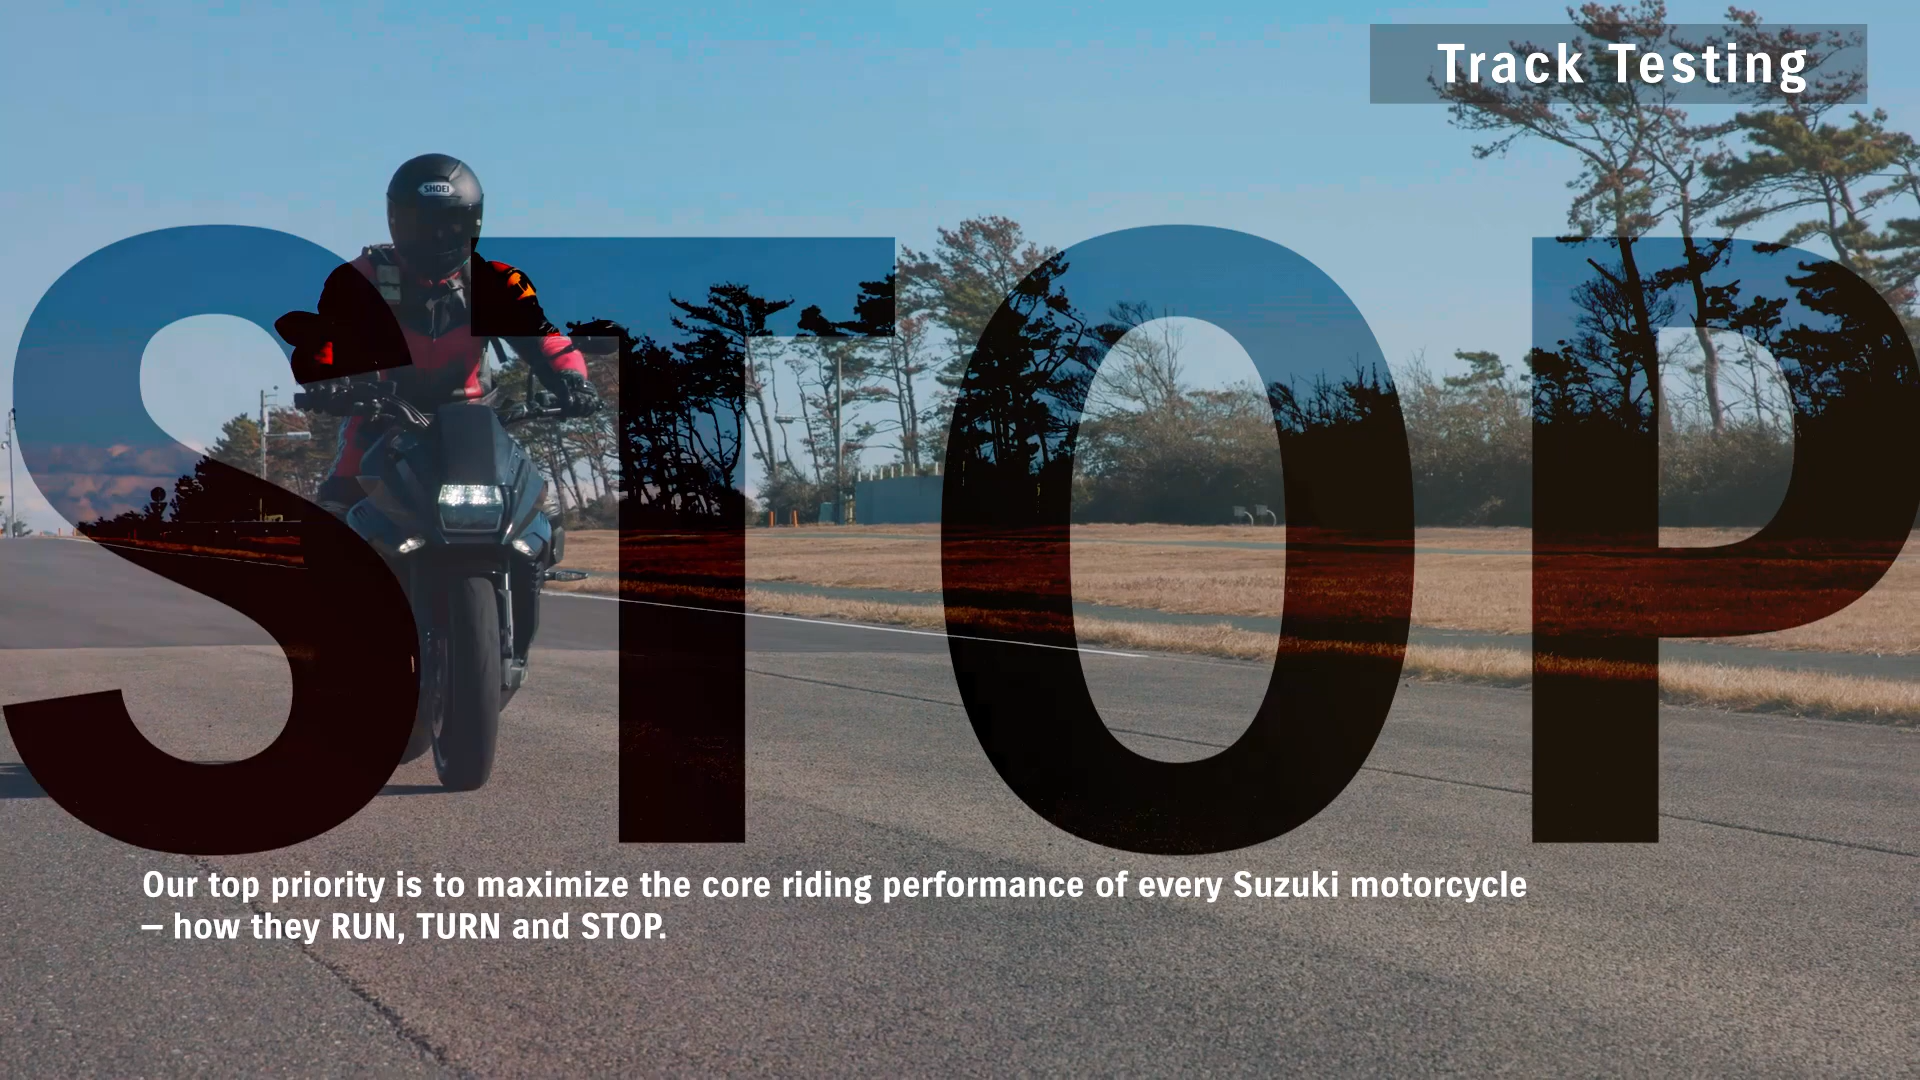 Track Testing
SHOEI
STOP
Our top priority is to maximize the core riding performance of every Suzuki motorcycle
– how they RUN, TURN and STOP.